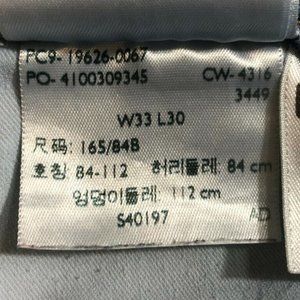 PC9- 19626-0067
PO- 4100309345 CW- 4316
3449
W33 L30
尺码: 165/84B
호칭: 84-112 허리둘레: 84 cm
엉덩이둘레: 112 cm
S40197 AD